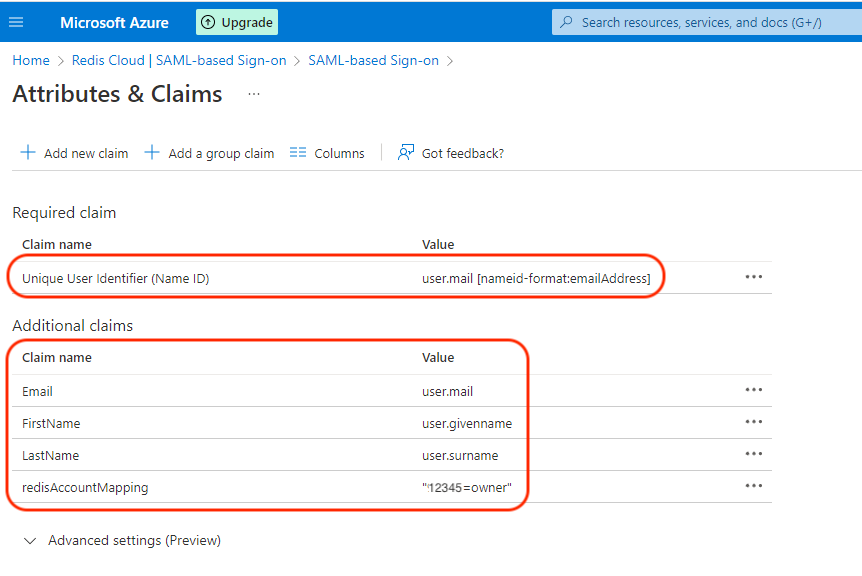 Microsoft Azure Upgrade Search resources, services, and docs (G+/)
Home > Redis Cloud | SAML-based Sign-on > SAML-based Sign-on >
Attributes & Claims ...
Add new claim Add a group claim Columns Got feedback?
Required claim
Claim name Value
Unique User Identifier (Name ID) user.mail [nameid-format:emailAddress]
Additional claims
Claim name Value
Email user.mail
FirstName user.givenname
LastName user.surname
redisAccountMapping "12345=owner"
Advanced settings (Preview)